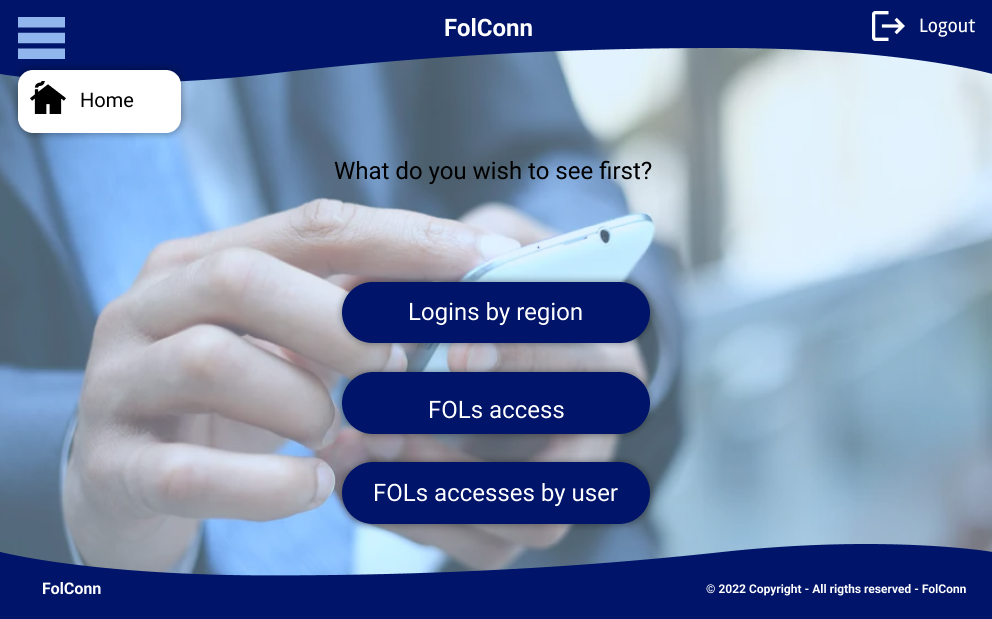 FolConn
Logout
Home
What do you wish to see first?
Logins by region
FOLs access
FOLs accesses by user
FolConn
© 2022 Copyright - All rigths reserved - FolConn